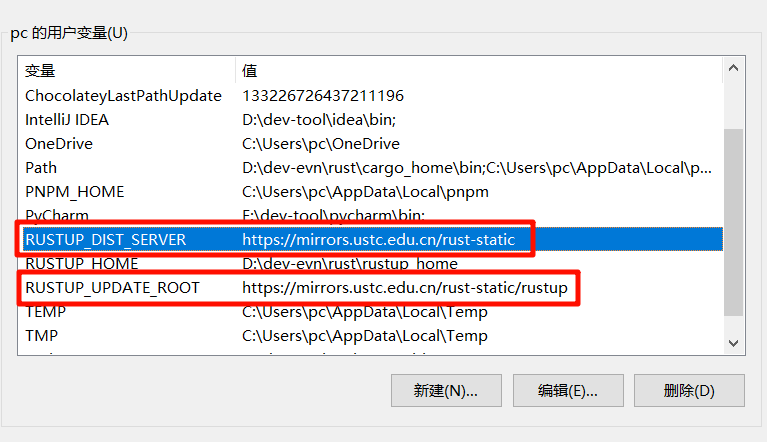 pc 的用户变量(U)
变量 值
ChocolateyLastPathUpdate 133226726437211196
IntelliJ IDEA D:\dev-tool\idea\bin;
OneDrive C:\Users\pc\OneDrive
Path D:\dev-evn\rust\cargo_home\bin;C:\Users\pc\AppData\Local\p...
PNPM_HOME C:\Users\pc\AppData\Local\pnpm
PyCharm F:\dev-tool\pycharm\bin;
RUSTUP_DIST_SERVER https://mirrors.ustc.edu.cn/rust-static
RUSTUP_HOME D:\dev-evn\rust\rustup_home
RUSTUP_UPDATE_ROOT https://mirrors.ustc.edu.cn/rust-static/rustup
TEMP C:\Users\pc\AppData\Local\Temp
TMP C:\Users\pc\AppData\Local\Temp
新建(N)... 编辑(E)... 删除(D)